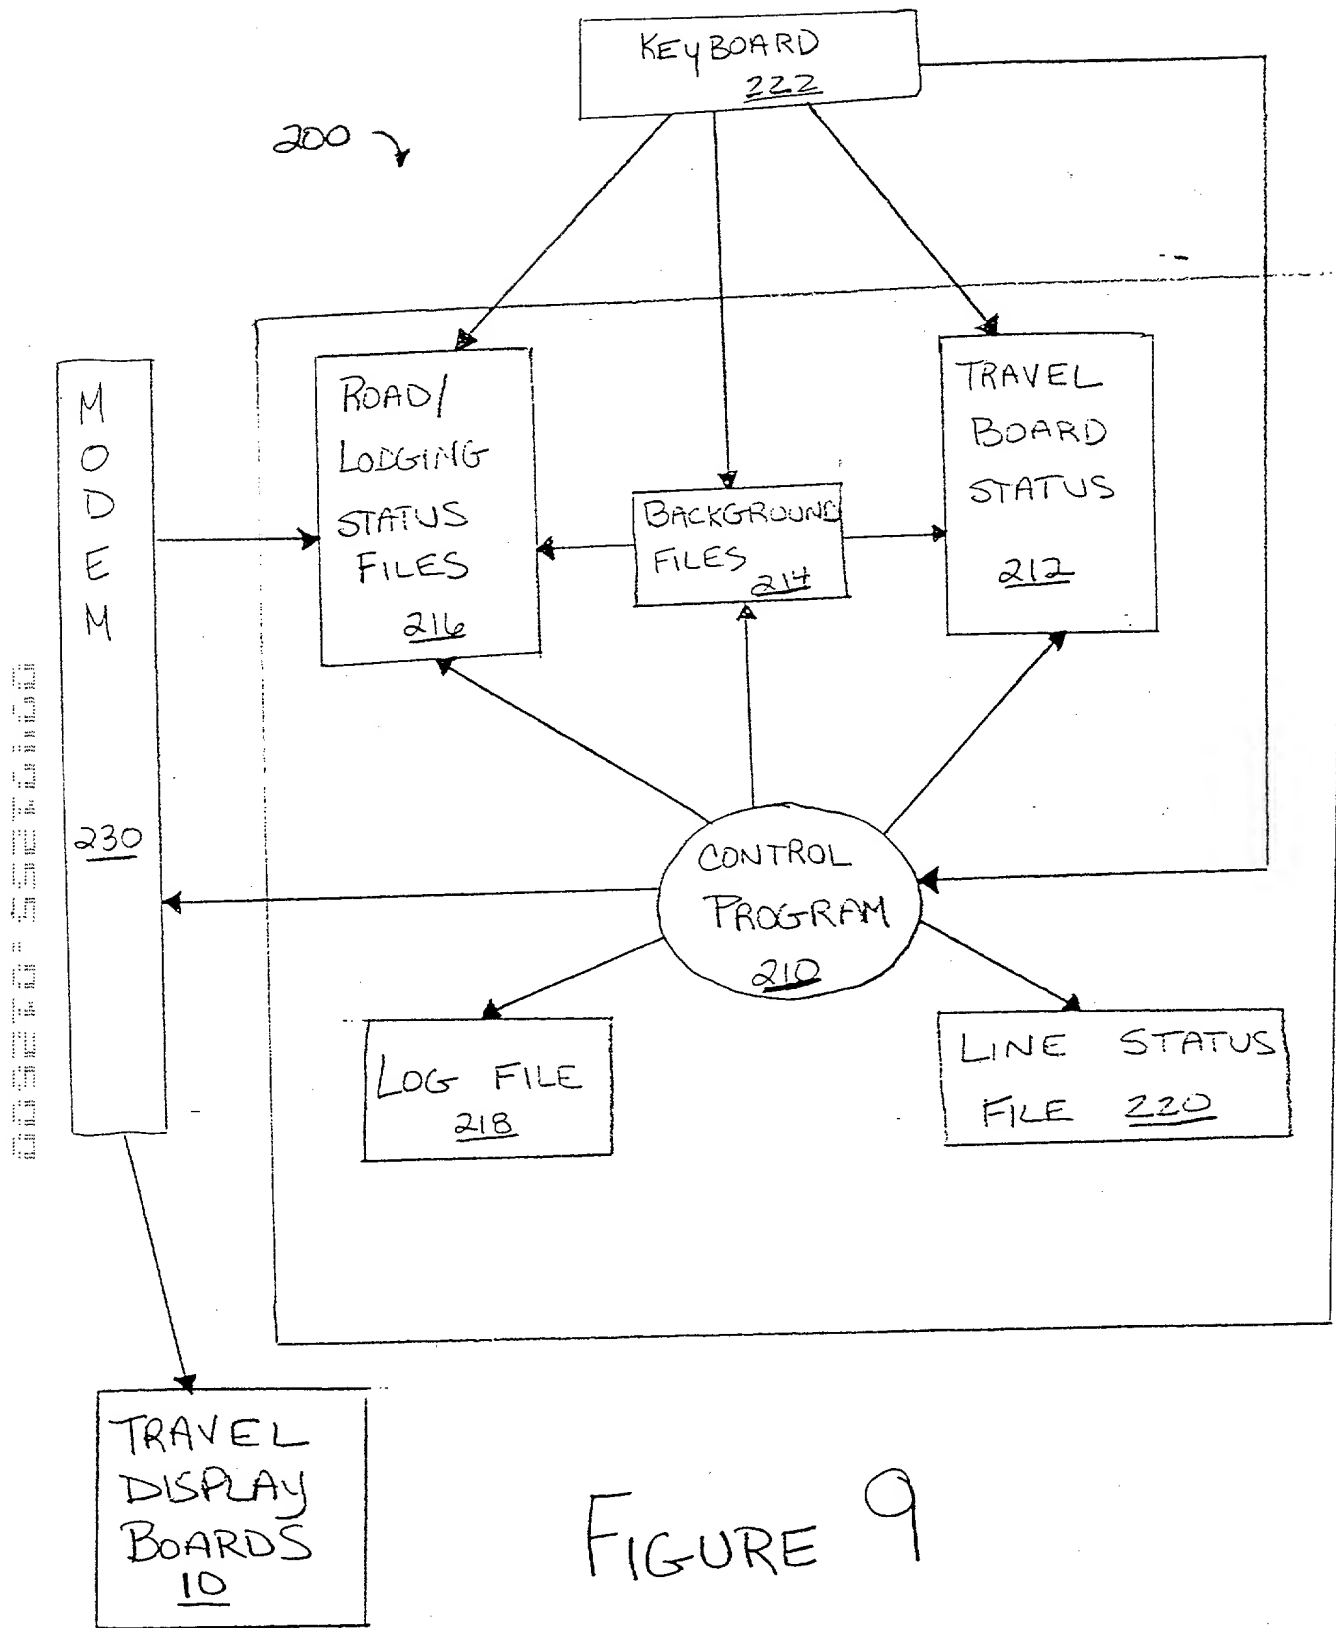 KEYBOARD
222
200
MODEM
230
ROAD/
LODGING
STATUS
FILES
216
BACKGROUND
FILES
214
TRAVEL
BOARD
STATUS
212
CONTROL
PROGRAM
210
LOG FILE
218
LINE STATUS
FILE 220
TRAVEL
DISPLAY
BOARDS
10
FIGURE 9